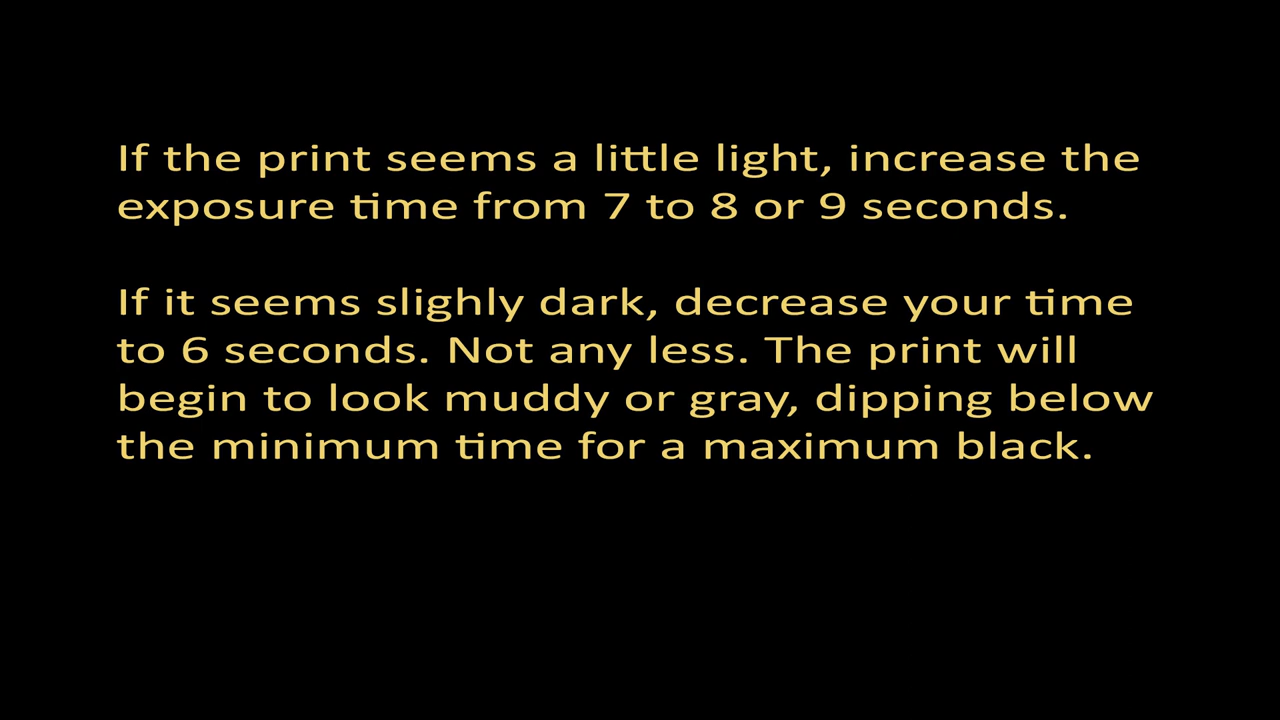 If the print seems a little light, increase the
exposure time from 7 to 8 or 9 seconds.
If it seems slighly dark, decrease your time
to 6 seconds. Not any less. The print will
begin to look muddy or gray, dipping below
the minimum time for a maximum black.